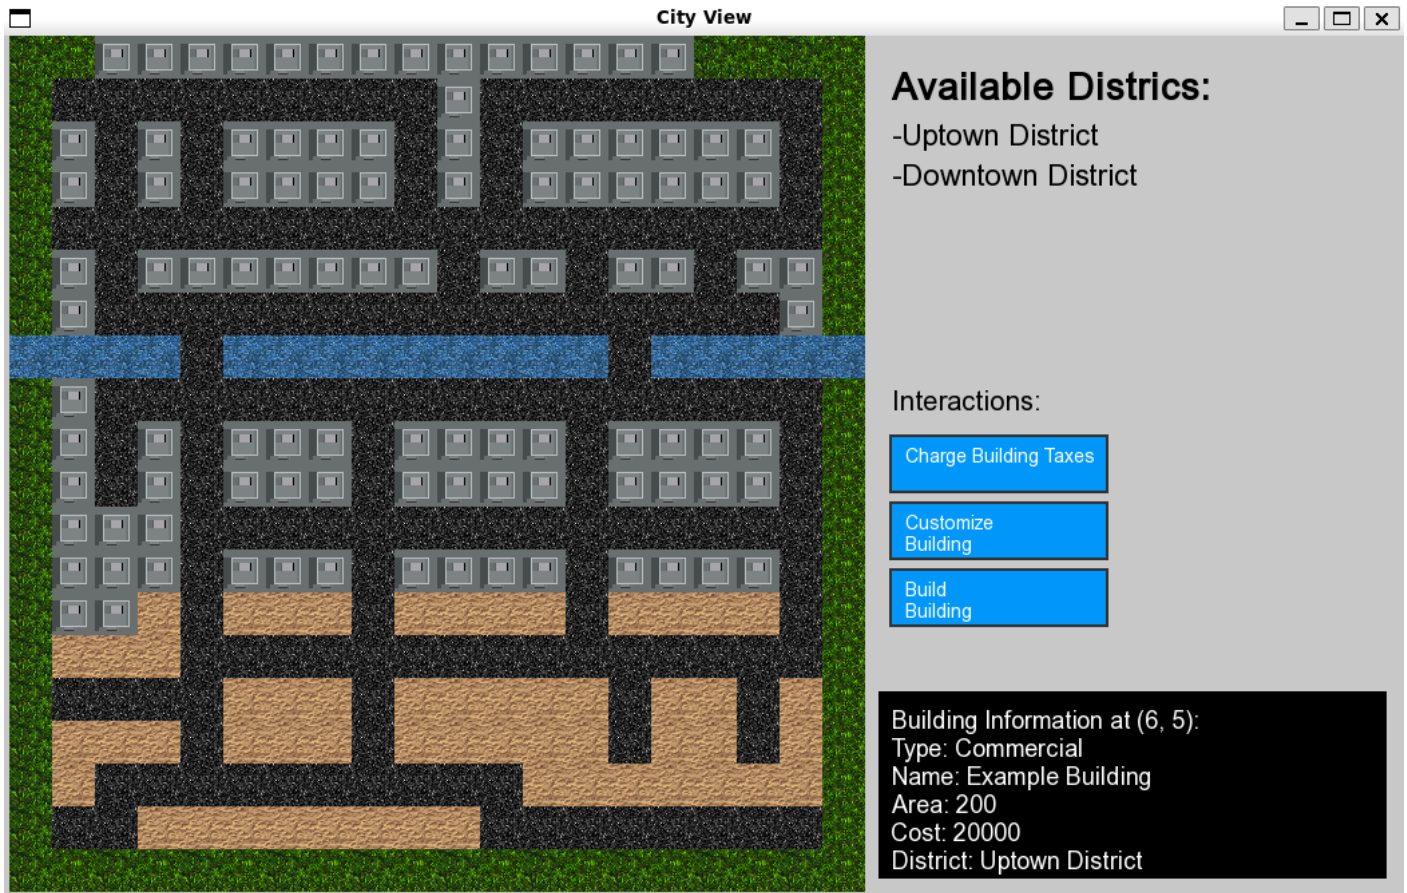 City View
Available Districs:
-Uptown District
-Downtown District
Interactions:
Charge Building Taxes
Customize
Building
Build
Building
Building Information at (6, 5):
Type: Commercial
Name: Example Building
Area: 200
Cost: 20000
District: Uptown District